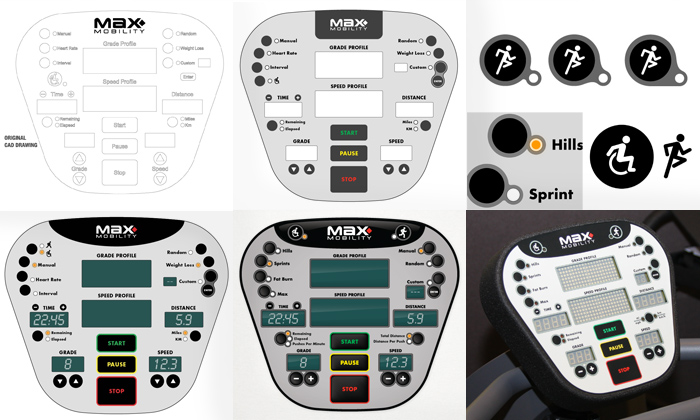 MAX
MOBILITY
Manual
Grade Profile
Random
Heart Rate
Weight Loss
Interval
Custom
Enter
Speed Profile
Time
Distance
Remaining
Elapsed
Start
Miles
Km
ORIGINAL
CAD DRAWING
Pause
Grade
Stop
Speed
MAX
MOBILITY
Manual
GRADE PROFILE
Random
Heart Rate
Weight Loss
Interval
Custom
ENTER
SPEED PROFILE
TIME
DISTANCE
Remaining
Elapsed
START
Miles
KM
GRADE
PAUSE
SPEED
STOP
Hills
Sprint
MAX
MOBILITY
GRADE PROFILE
Random
Manual
Weight Loss
Heart Rate
Custom
Interval
SPEED PROFILE
TIME
DISTANCE
22:45
5.9
Remaining
Elapsed
START
Miles
KM
GRADE
PAUSE
SPEED
8
12.3
STOP
MAX
MOBILITY
Hills
GRADE PROFILE
Manual
Sprints
Random
Fat Burn
Custom
Max
SPEED PROFILE
TIME
DISTANCE
22:45
5.9
Remaining
Elapsed
Pushes Per Minute
START
Total Distance
Distance Per Push
GRADE
PAUSE
SPEED
8
12.3
STOP
MAX
MOBILITY
Hills
GRADE PROFILE
Manual
Sprints
Random
Fat Burn
Custom
Max
SPEED PROFILE
TIME
DISTANCE
START
GRADE
PAUSE
SPEED
STOP